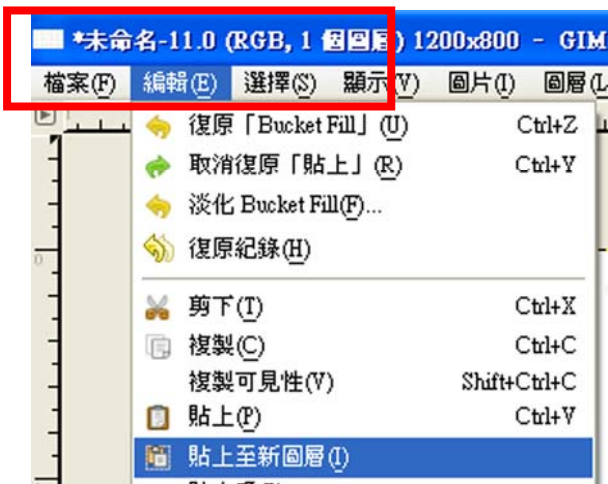 *未命名-11.0 (RGB, 1 個圖層) 1200x800 - GIM
檔案(F) 編輯(E) 選擇(S) 顯示(V) 圖片(I) 圖層(L
復原「Bucket Fill」(U) Ctrl+Z
取消復原「貼上」(R) Ctrl+Y
淡化 Bucket Fill(F)...
復原紀錄(H)
0
剪下(T) Ctrl+X
複製(C) Ctrl+C
複製可見性(V) Shift+Ctrl+C
貼上(P) Ctrl+V
貼上至新圖層(I)